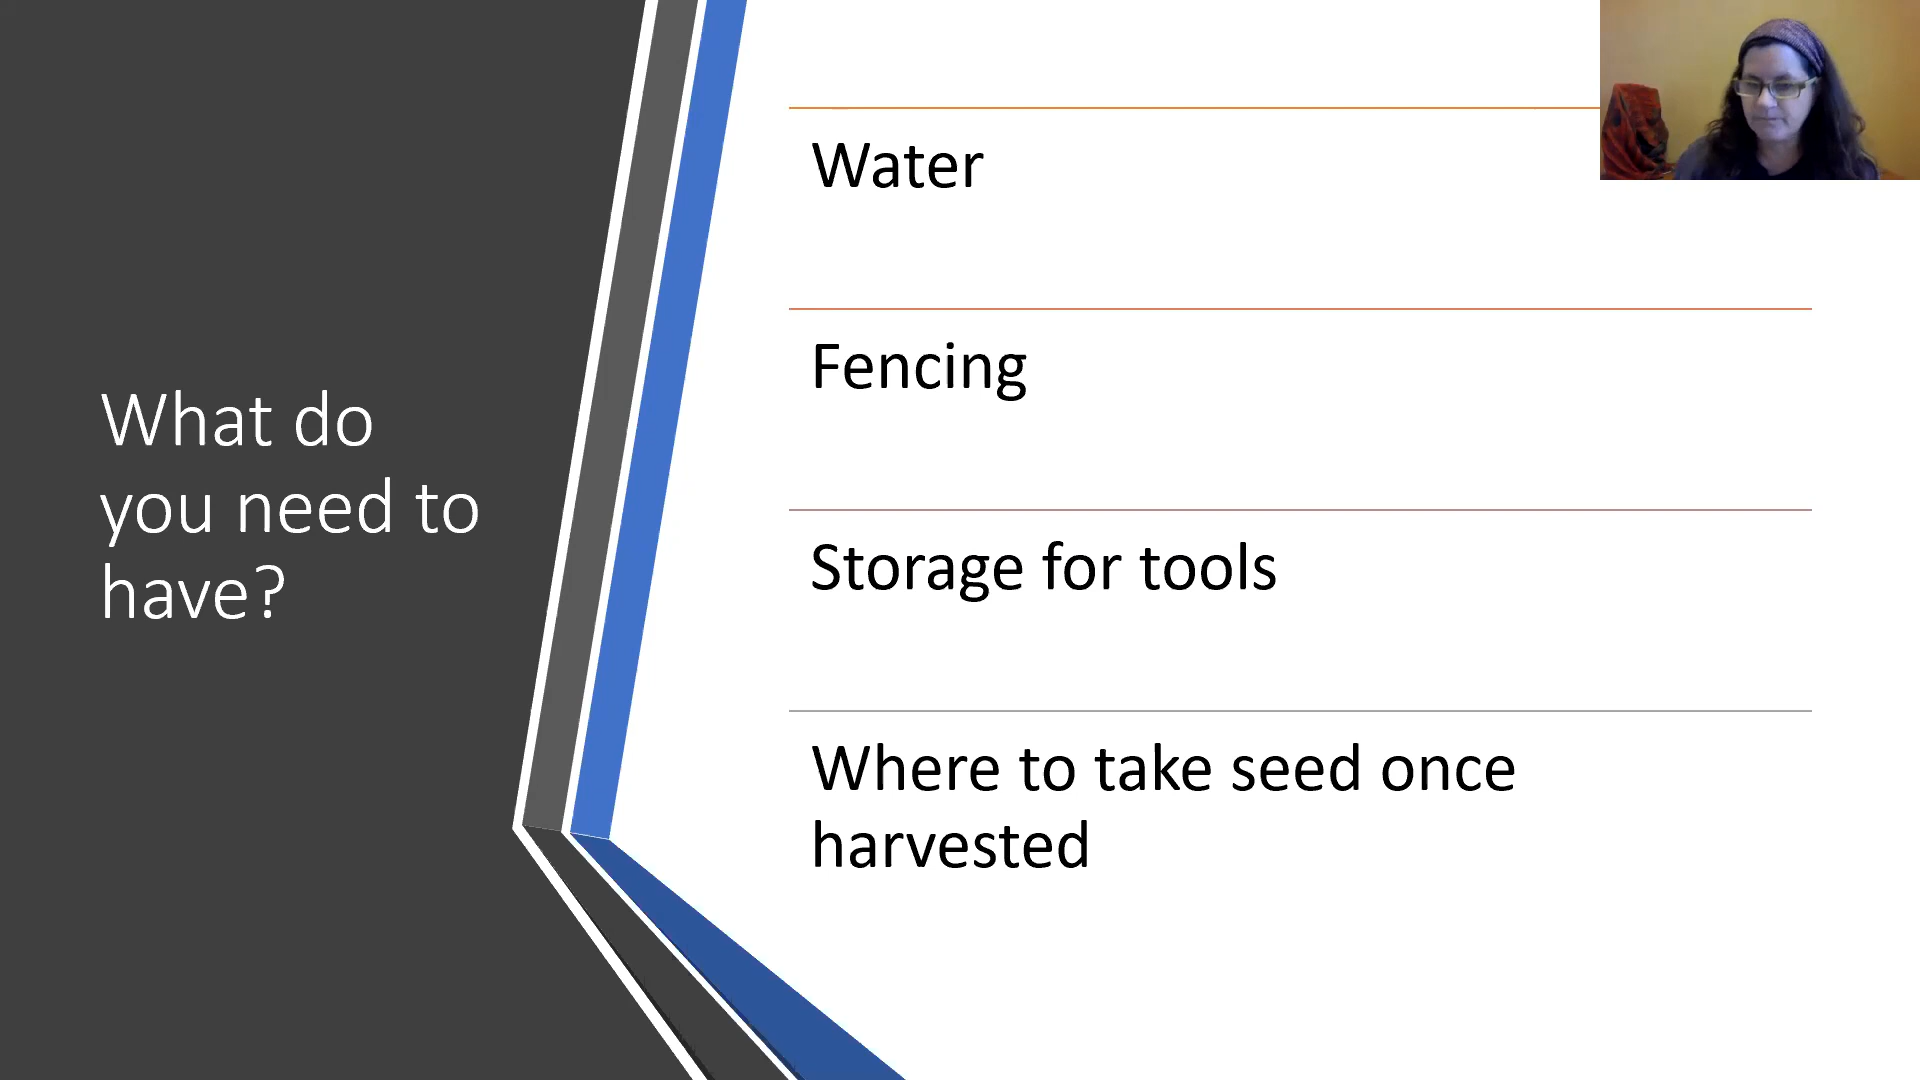 What do
you need to
have?
Water
Fencing
Storage for tools
Where to take seed once
harvested